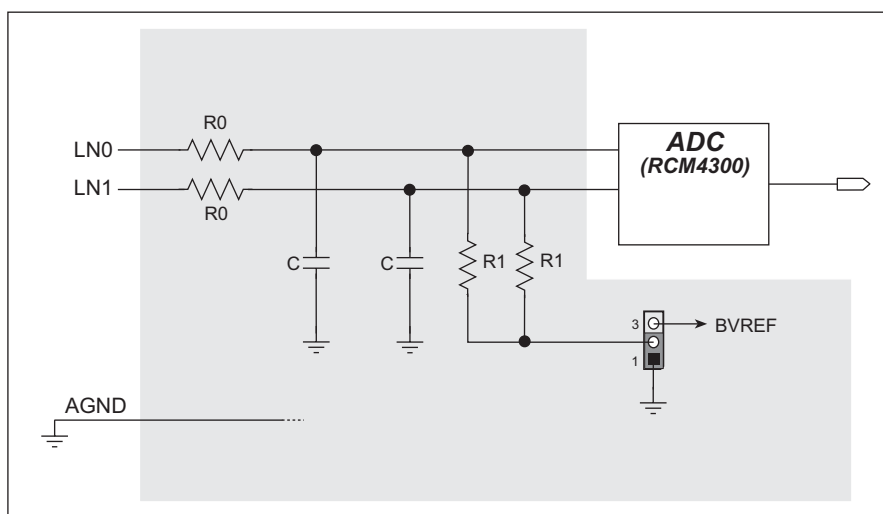 R0
LN0
LN1
R0
ADC
(RCM4300)
C
C
R1
R1
3
BVREF
1
AGND